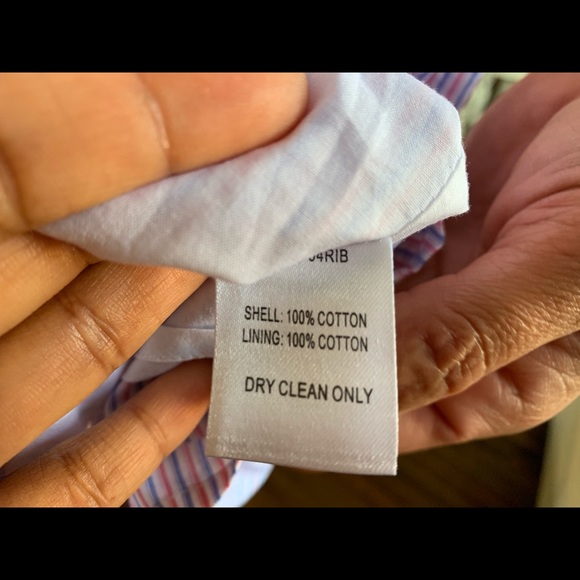 SHELL: 100% COTTON
LINING: 100% COTTON
DRY CLEAN ONLY